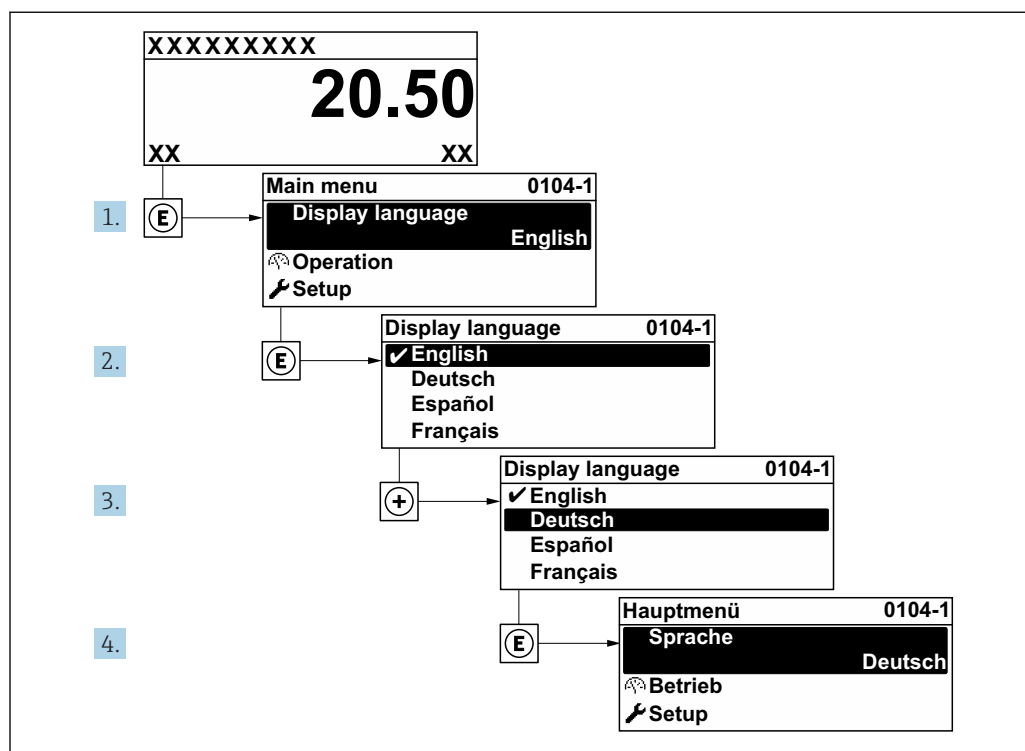 XXXXXXXXX
20.50
XX XX
1. E
Main menu 0104-1
Display language
English
Operation
Setup
2. E
Display language 0104-1
✔ English
Deutsch
Español
Français
3. +
Display language 0104-1
✔ English
Deutsch
Español
Français
4. E
Hauptmenü 0104-1
Sprache
Deutsch
Betrieb
Setup